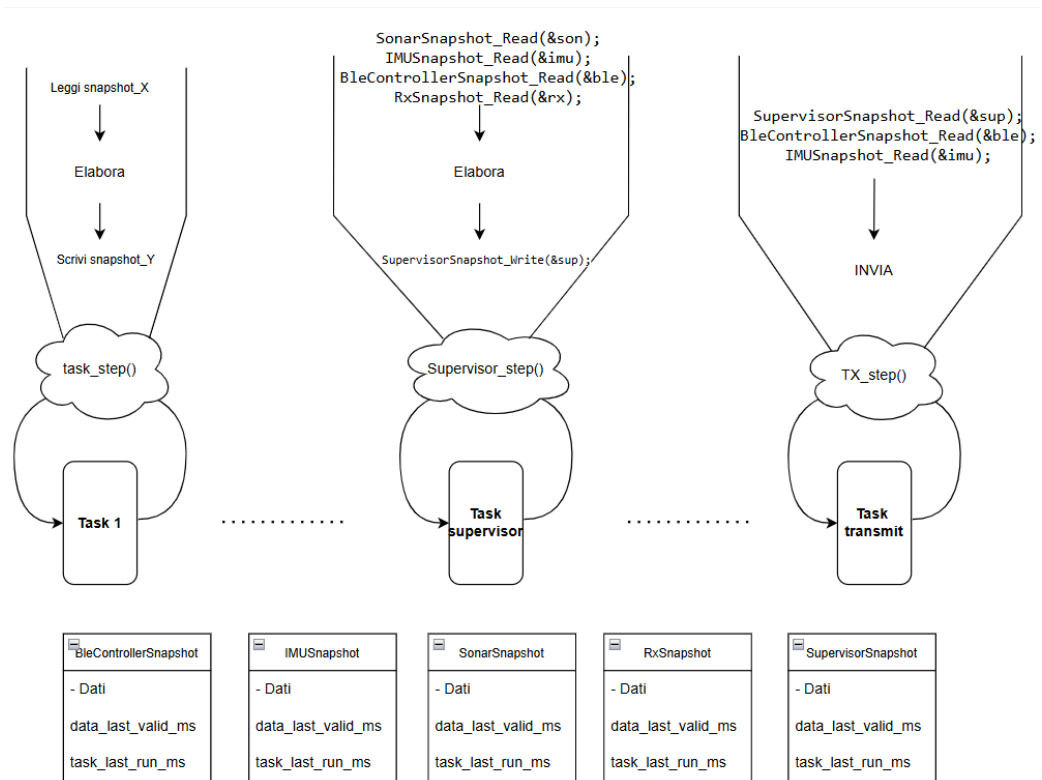 Leggi snapshot_X
Elabora
Scrivi snapshot_Y
task_step()
Task 1
SonarSnapshot_Read(&son);
IMUSnapshot_Read(&imu);
BleControllerSnapshot_Read(&ble);
RxSnapshot_Read(&rx);
Elabora
SupervisorSnapshot_Write(&sup);
Supervisor_step()
Task
supervisor
SupervisorSnapshot_Read(&sup);
BleControllerSnapshot_Read(&ble);
IMUSnapshot_Read(&imu);
INVIA
TX_step()
Task
transmit
BleControllerSnapshot
- Dati
data_last_valid_ms
task_last_run_ms
IMUSnapshot
- Dati
data_last_valid_ms
task_last_run_ms
SonarSnapshot
- Dati
data_last_valid_ms
task_last_run_ms
RxSnapshot
- Dati
data_last_valid_ms
task_last_run_ms
SupervisorSnapshot
- Dati
data_last_valid_ms
task_last_run_ms